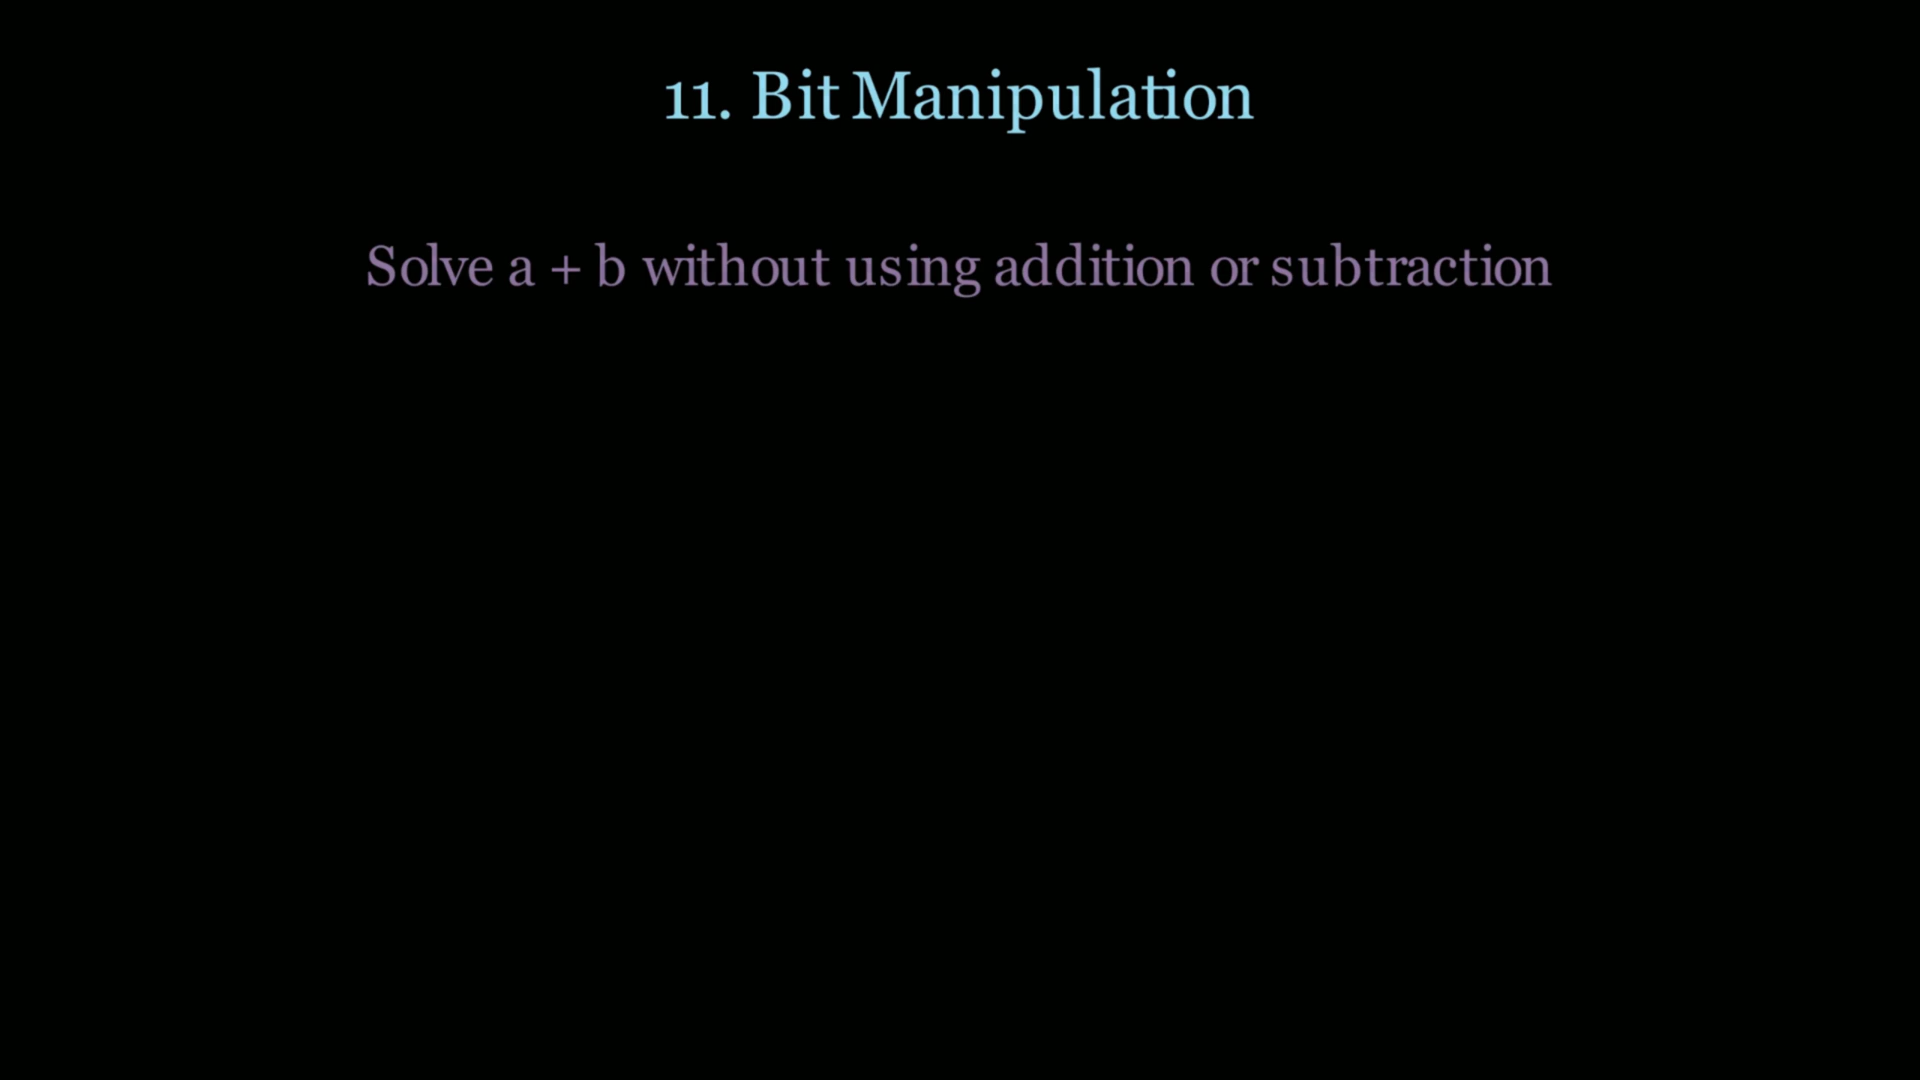 11. Bit Manipulation
Solve a + b without using addition or subtraction